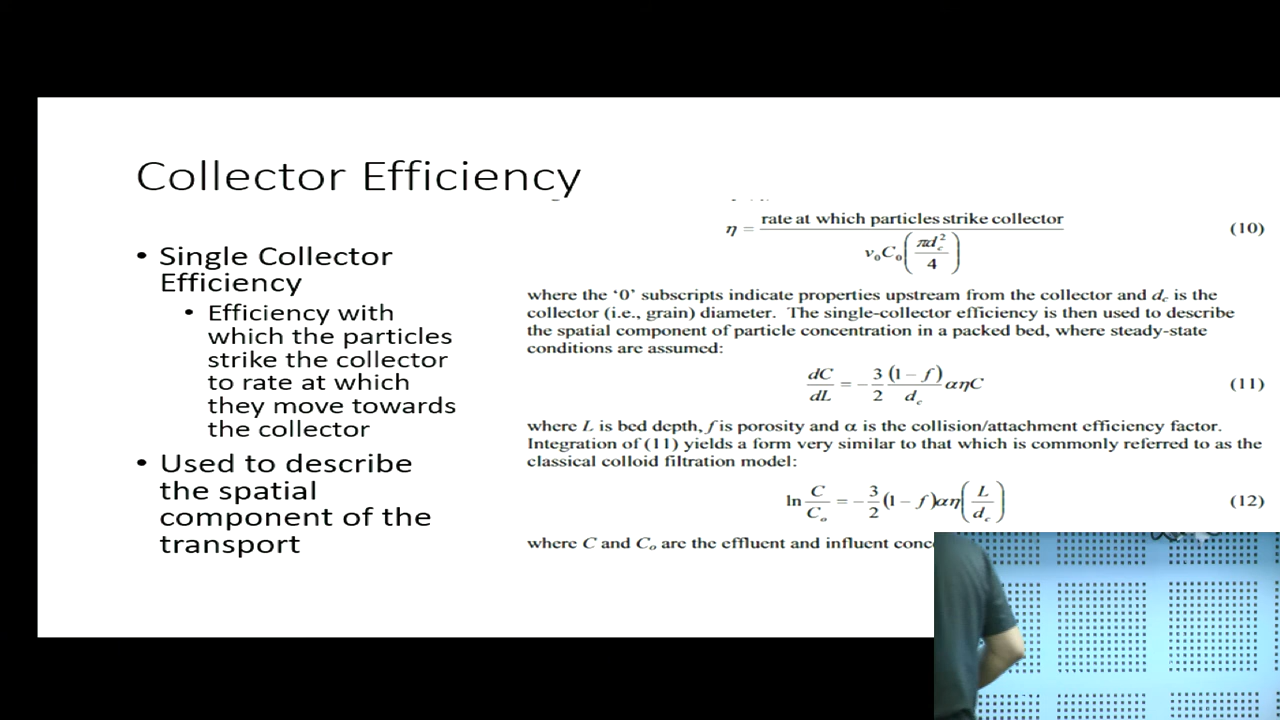 Collector Efficiency
• Single Collector
Efficiency
• Efficiency with
which the particles
strike the collector
to rate at which
they move towards
the collector
• Used to describe
the spatial
component of the
transport
η = rate at which particles strike collector / v₀C₀(πd_c²/4) (10)
where the ‘0’ subscripts indicate properties upstream from the collector and d_c is the
collector (i.e., grain) diameter. The single-collector efficiency is then used to describe
the spatial component of particle concentration in a packed bed, where steady-state
conditions are assumed:
dC/dL = −3/2 (1−f)/d_c αηC (11)
where L is bed depth, f is porosity and α is the collision/attachment efficiency factor.
Integration of (11) yields a form very similar to that which is commonly referred to as the
classical colloid filtration model:
ln C/C_o = −3/2 (1−f)αη(L/d_c) (12)
where C and C_o are the effluent and influent